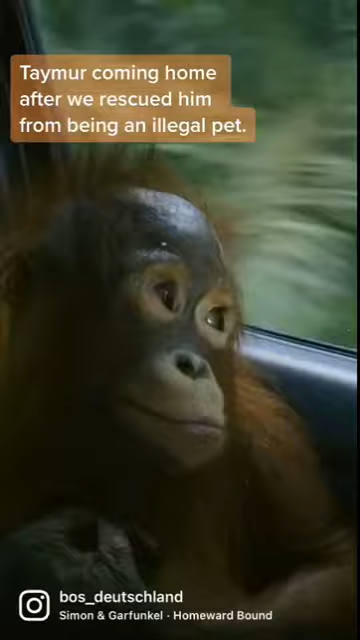 Taymur coming home
after we rescued him
from being an illegal pet.
bos_deutschland
Simon & Garfunkel · Homeward Bound